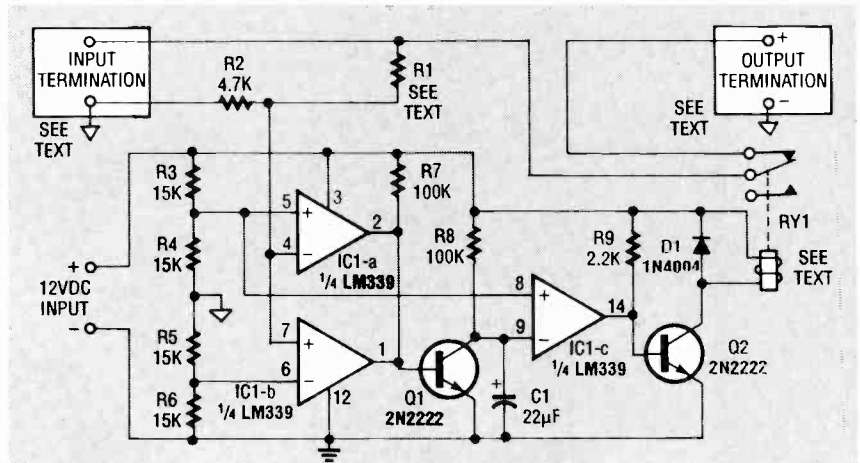 INPUT
TERMINATION
SEE
TEXT
R2
4.7K
R1
SEE
TEXT
+
OUTPUT
TERMINATION
−
SEE
TEXT
R3
15K
R4
15K
+
12VDC
INPUT
−
R5
15K
R6
15K
5
+
4
−
3
2
IC1-a
¼ LM339
7
+
6
−
1
12
IC1-b
¼ LM339
R7
100K
R8
100K
Q1
2N2222
8
+
9
−
14
IC1-c
¼ LM339
+
C1
22µF
R9
2.2K
D1
1N4004
RY1
SEE
TEXT
Q2
2N2222